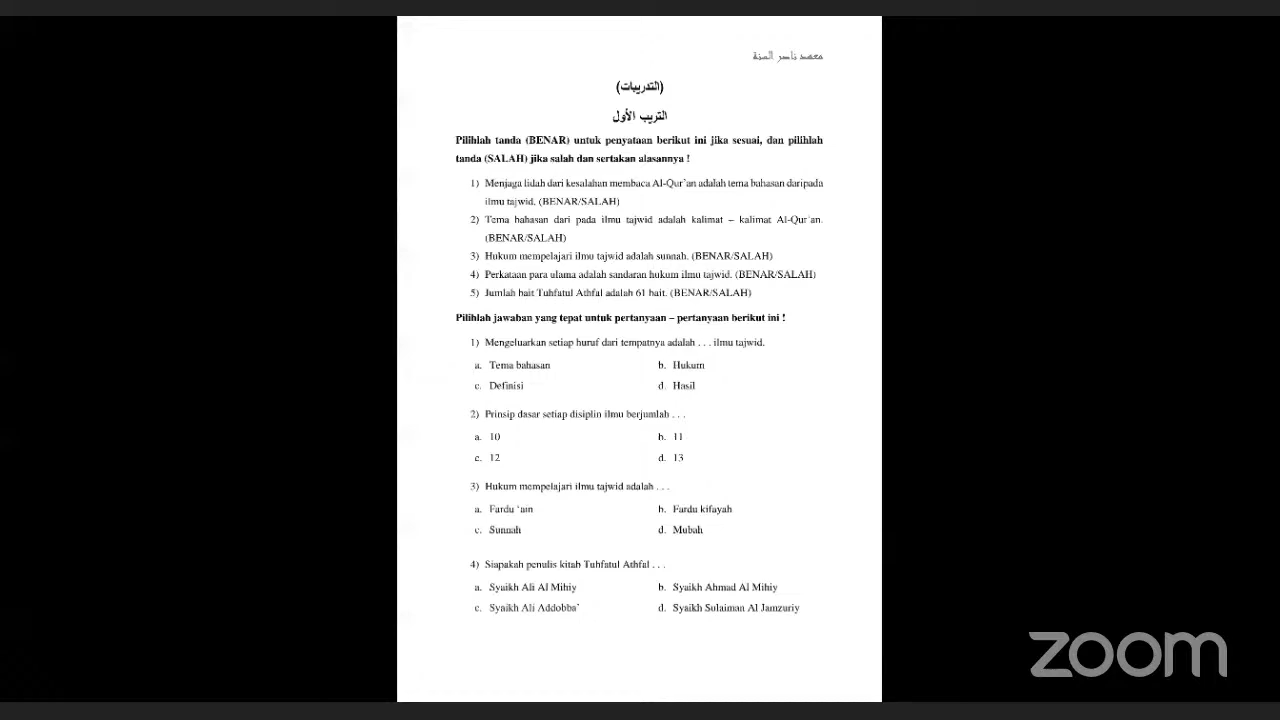 معهد ناصر السنة
(التدريبات)
التريب الأول
Pilihlah tanda (BENAR) untuk penyataan berikut ini jika sesuai, dan pilihlah
tanda (SALAH) jika salah dan sertakan alasannya !
1) Menjaga lidah dari kesalahan membaca Al-Qur'an adalah tema bahasan daripada
ilmu tajwid. (BENAR/SALAH)
2) Tema bahasan dari pada ilmu tajwid adalah kalimat – kalimat Al-Qur'an.
(BENAR/SALAH)
3) Hukum mempelajari ilmu tajwid adalah sunnah. (BENAR/SALAH)
4) Perkataan para ulama adalah sandaran hukum ilmu tajwid. (BENAR/SALAH)
5) Jumlah bait Tuhfatul Athfal adalah 61 bait. (BENAR/SALAH)
Pilihlah jawaban yang tepat untuk pertanyaan – pertanyaan berikut ini !
1) Mengeluarkan setiap huruf dari tempatnya adalah . . . ilmu tajwid.
a. Tema bahasan b. Hukum
c. Definisi d. Hasil
2) Prinsip dasar setiap disiplin ilmu berjumlah . . .
a. 10 b. 11
c. 12 d. 13
3) Hukum mempelajari ilmu tajwid adalah . . .
a. Fardu 'ain b. Fardu kifayah
c. Sunnah d. Mubah
4) Siapakah penulis kitab Tuhfatul Athfal . . .
a. Syaikh Ali Al Mihiy b. Syaikh Ahmad Al Mihiy
c. Syaikh Ali Addobba' d. Syaikh Sulaiman Al Jamzuriy
zoom